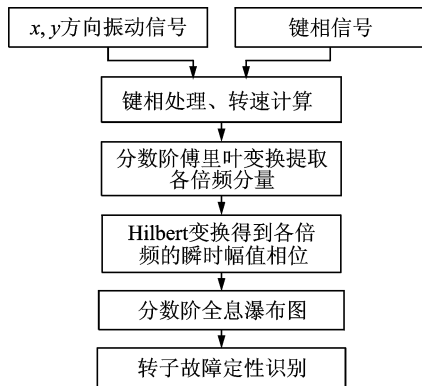 x, y方向振动信号
键相信号
键相处理、转速计算
分数阶傅里叶变换提取
各倍频分量
Hilbert变换得到各倍
频的瞬时幅值相位
分数阶全息瀑布图
转子故障定性识别